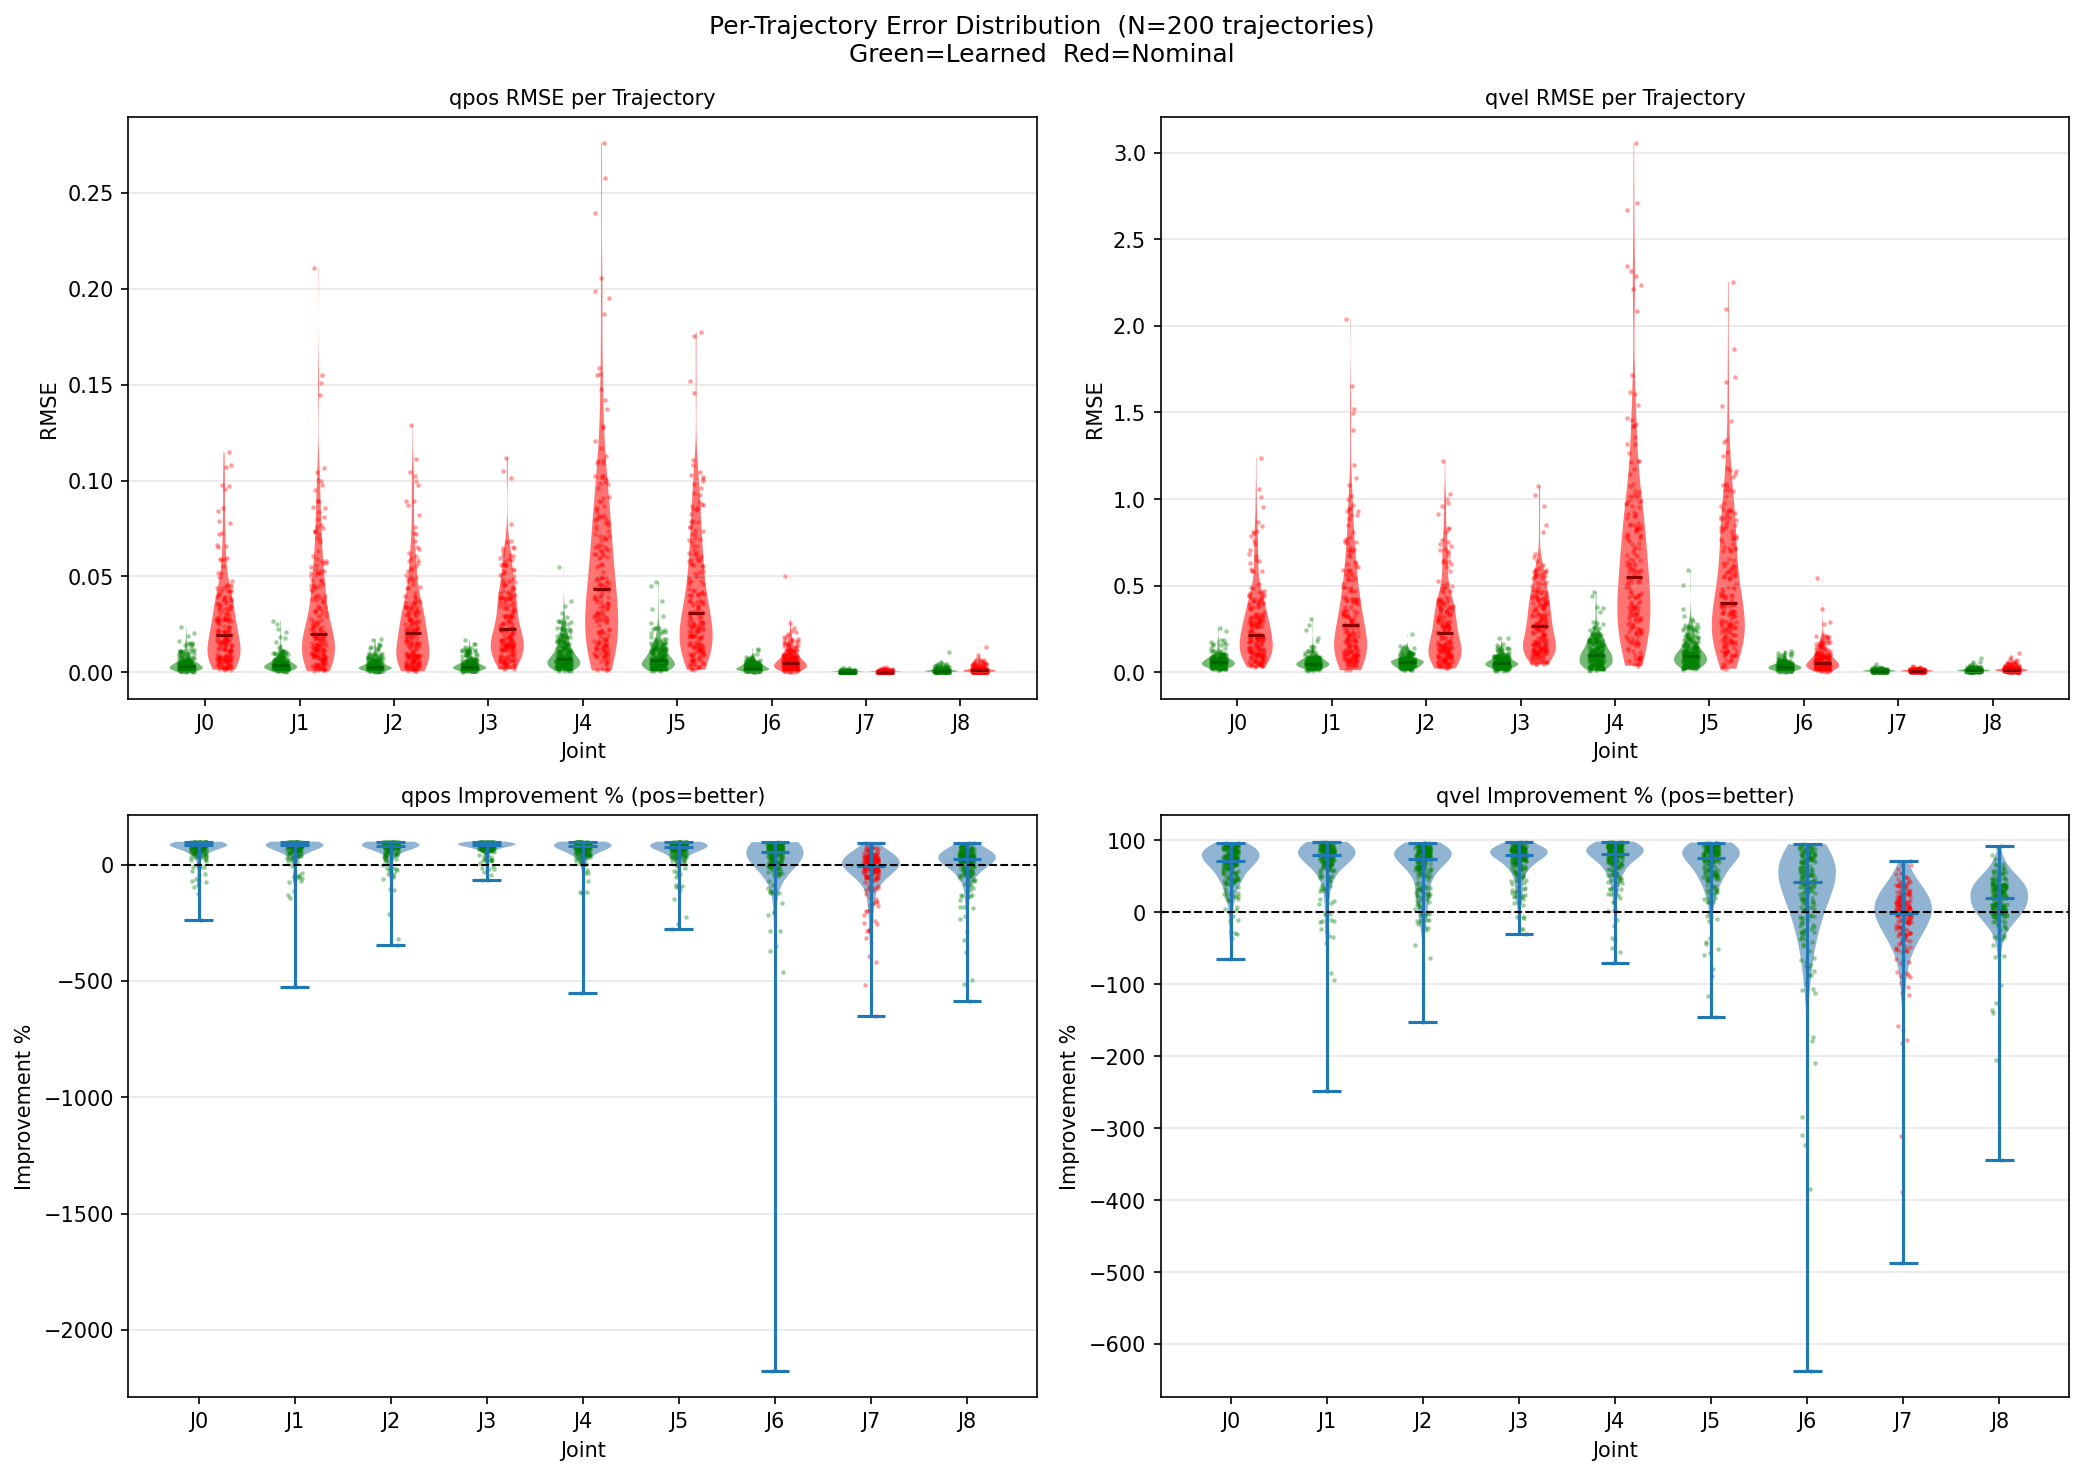 Per-Trajectory Error Distribution (N=200 trajectories)
Green=Learned Red=Nominal
qpos RMSE per Trajectory
RMSE
0.25
0.20
0.15
0.10
0.05
0.00
J0 J1 J2 J3 J4 J5 J6 J7 J8
Joint
qvel RMSE per Trajectory
RMSE
3.0
2.5
2.0
1.5
1.0
0.5
0.0
J0 J1 J2 J3 J4 J5 J6 J7 J8
Joint
qpos Improvement % (pos=better)
Improvement %
0
−500
−1000
−1500
−2000
J0 J1 J2 J3 J4 J5 J6 J7 J8
Joint
qvel Improvement % (pos=better)
Improvement %
100
0
−100
−200
−300
−400
−500
−600
J0 J1 J2 J3 J4 J5 J6 J7 J8
Joint